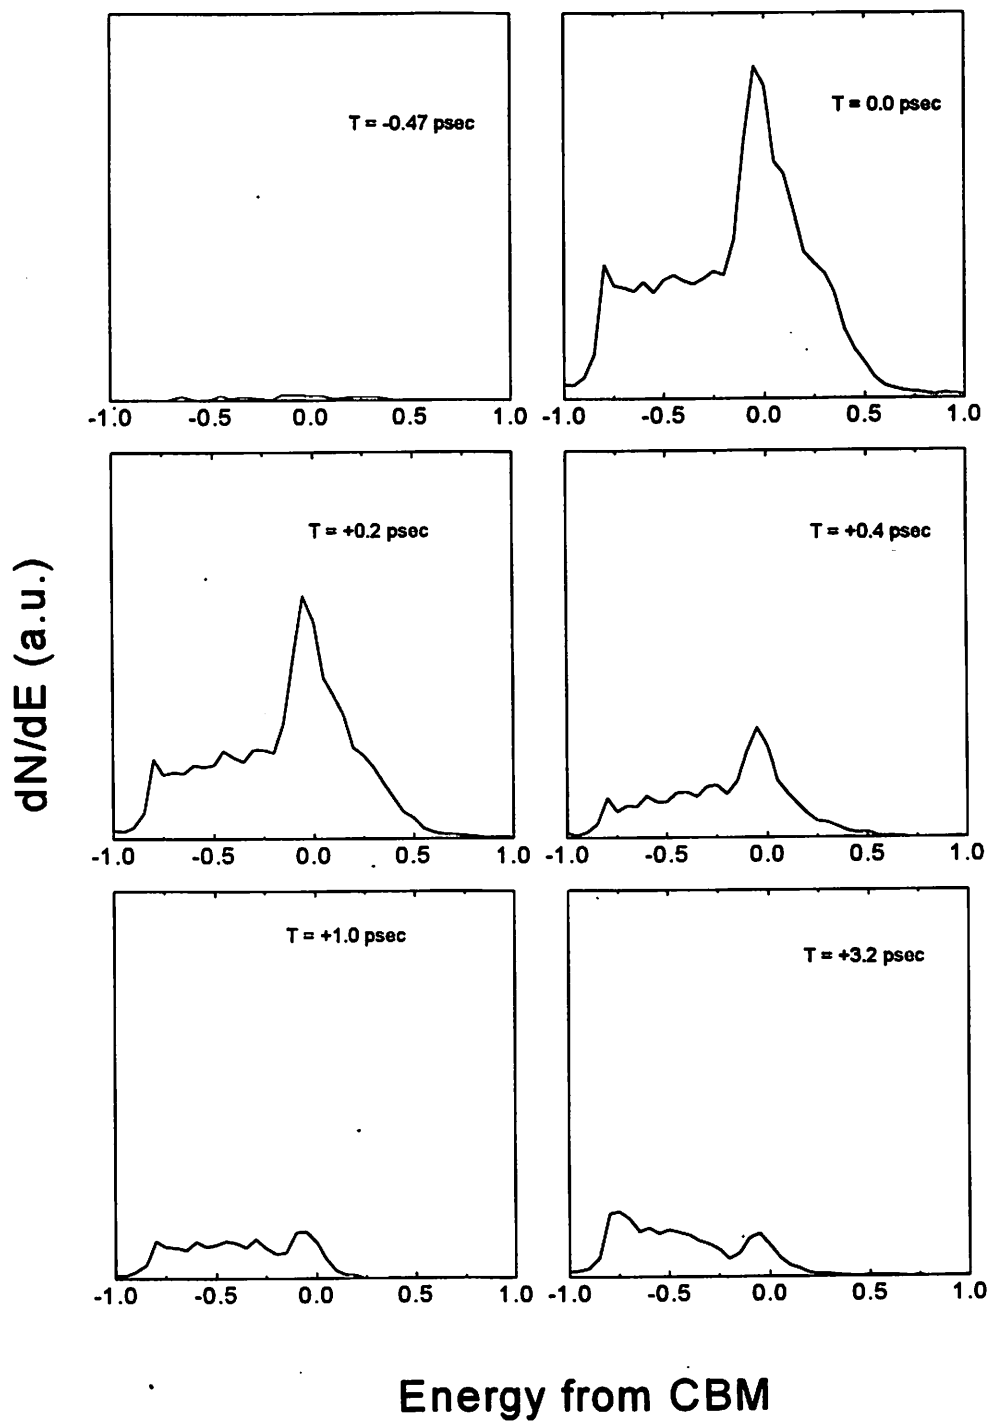 T = -0.47 psec
T = 0.0 psec
-1.0 -0.5 0.0 0.5 1.0
-1.0 -0.5 0.0 0.5 1.0
T = +0.2 psec
T = +0.4 psec
dN/dE (a.u.)
-1.0 -0.5 0.0 0.5 1.0
-1.0 -0.5 0.0 0.5 1.0
T = +1.0 psec
T = +3.2 psec
-1.0 -0.5 0.0 0.5 1.0
-1.0 -0.5 0.0 0.5 1.0
Energy from CBM